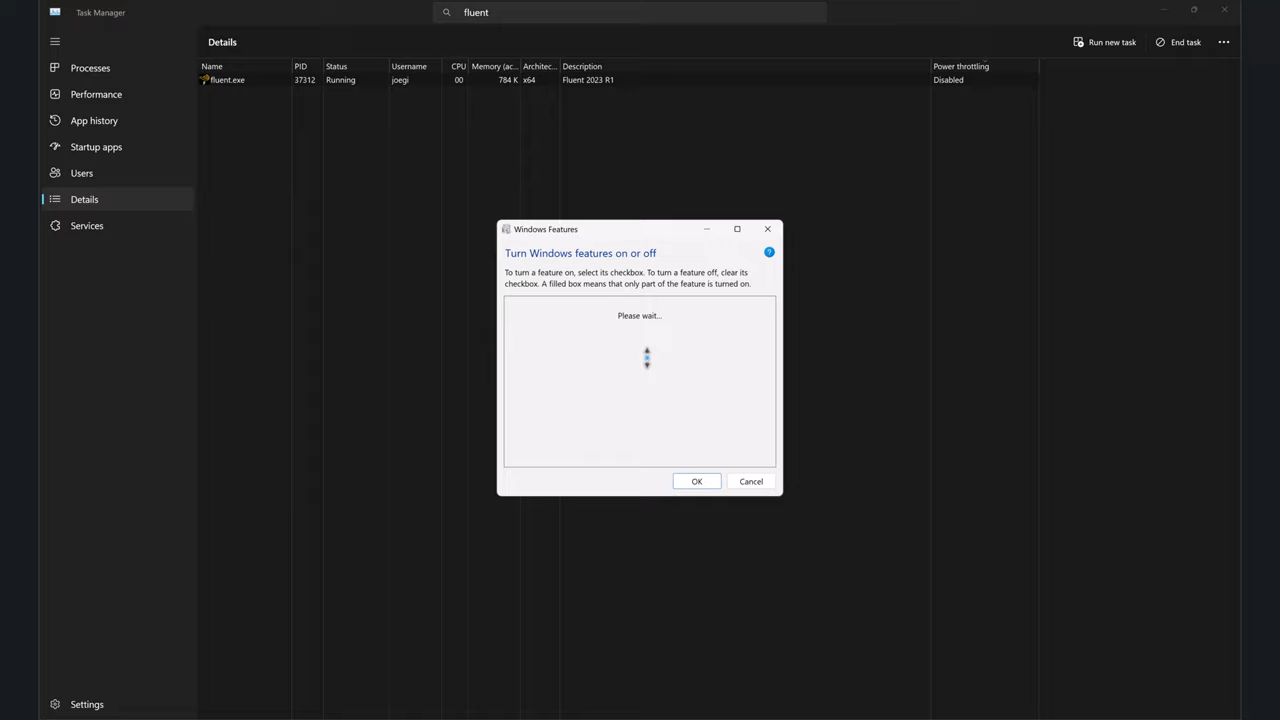 Task Manager
fluent
Details
Run new task
End task
Processes
Performance
App history
Startup apps
Users
Details
Services
Settings
Name PID Status Username CPU Memory (ac... Architec... Description Power throttling
fluent.exe 37312 Running joegi 00 784 K x64 Fluent 2023 R1 Disabled
Windows Features
Turn Windows features on or off
?
To turn a feature on, select its checkbox. To turn a feature off, clear its
checkbox. A filled box means that only part of the feature is turned on.
Please wait...
OK Cancel